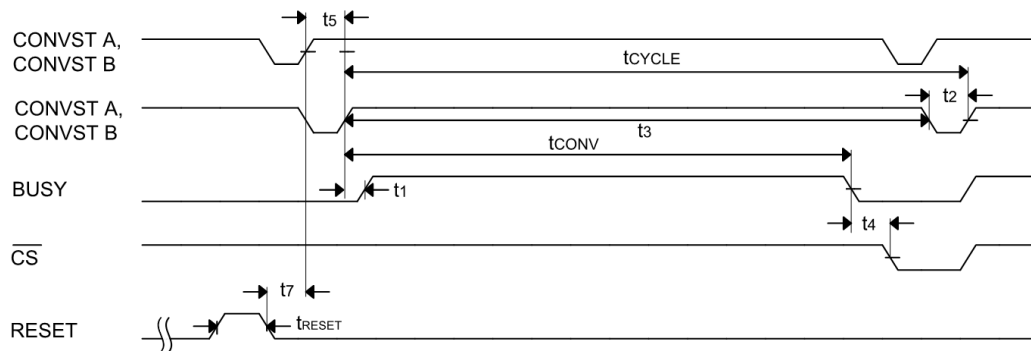 t5
CONVST A,
CONVST B
tCYCLE
t2
CONVST A,
CONVST B
t3
tCONV
BUSY
t1
t4
CS
t7
RESET
tRESET